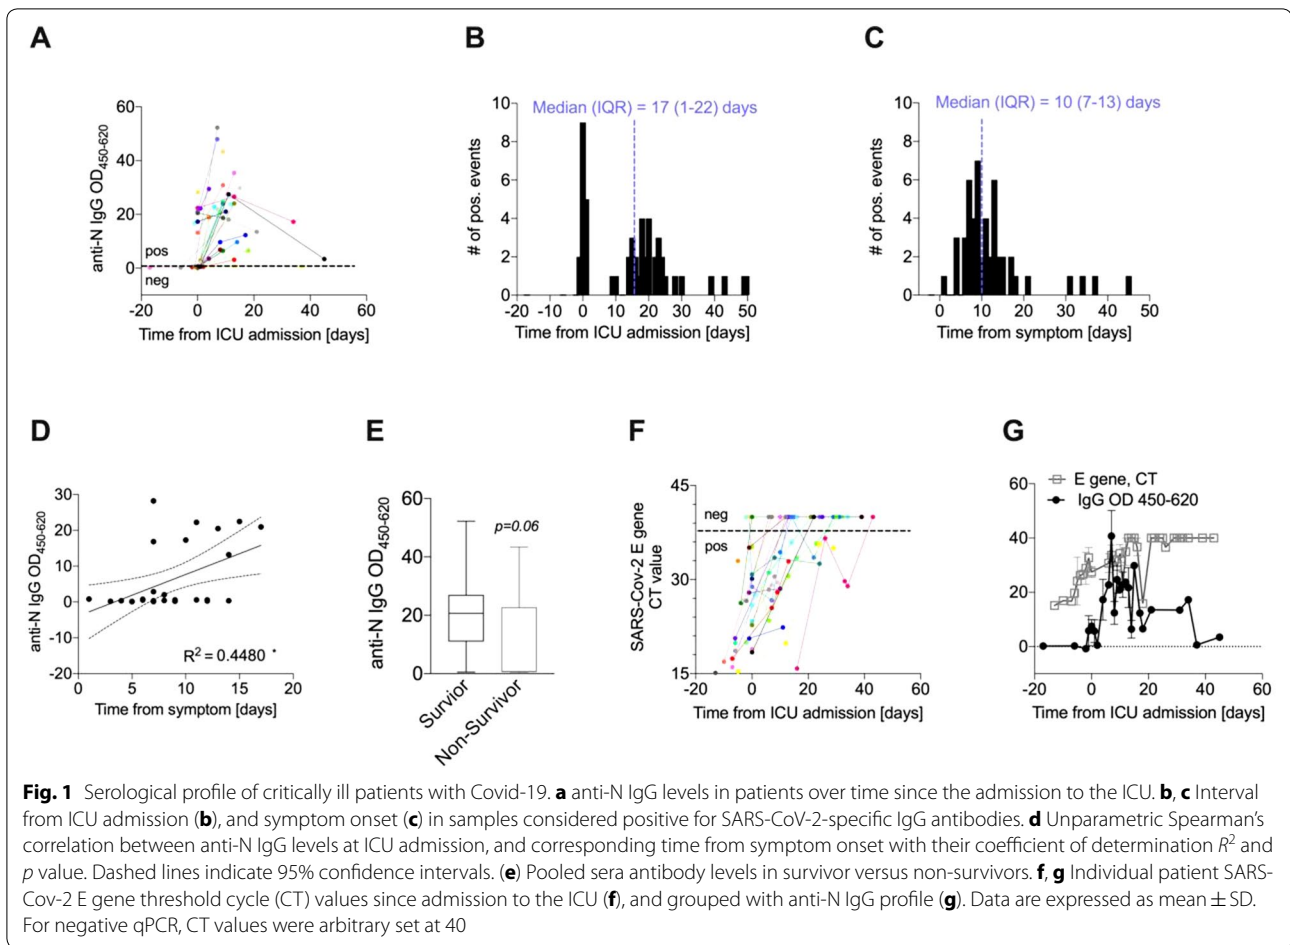 A
B
C
60
40
20
0
anti-N IgG OD450-620
pos
neg
-20 0 20 40 60
Time from ICU admission [days]
Median (IQR) = 17 (1-22) days
10
8
6
4
2
0
# of pos. events
-20 -10 0 10 20 30 40 50
Time from ICU admission [days]
Median (IQR) = 10 (7-13) days
10
8
6
4
2
0
# of pos. events
0 10 20 30 40 50
Time from symptom [days]
D
E
F
G
30
20
10
0
-10
-20
anti-N IgG OD450-620
R2 = 0.4480 *
0 5 10 15 20
Time from symptom [days]
60
40
20
0
anti-N IgG OD450-620
p=0.06
Survivor
Non-Survivor
45
30
15
SARS-Cov-2 E gene
CT value
neg
pos
-20 0 20 40 60
Time from ICU admission [days]
E gene, CT
IgG OD 450-620
60
40
20
0
-20 0 20 40 60
Time from ICU admission [days]
Fig. 1 Serological profile of critically ill patients with Covid-19. a anti-N IgG levels in patients over time since the admission to the ICU. b, c Interval
from ICU admission (b), and symptom onset (c) in samples considered positive for SARS-CoV-2-specific IgG antibodies. d Unparametric Spearman's
correlation between anti-N IgG levels at ICU admission, and corresponding time from symptom onset with their coefficient of determination R2 and
p value. Dashed lines indicate 95% confidence intervals. (e) Pooled sera antibody levels in survivor versus non-survivors. f, g Individual patient SARS-
Cov-2 E gene threshold cycle (CT) values since admission to the ICU (f), and grouped with anti-N IgG profile (g). Data are expressed as mean ± SD.
For negative qPCR, CT values were arbitrary set at 40